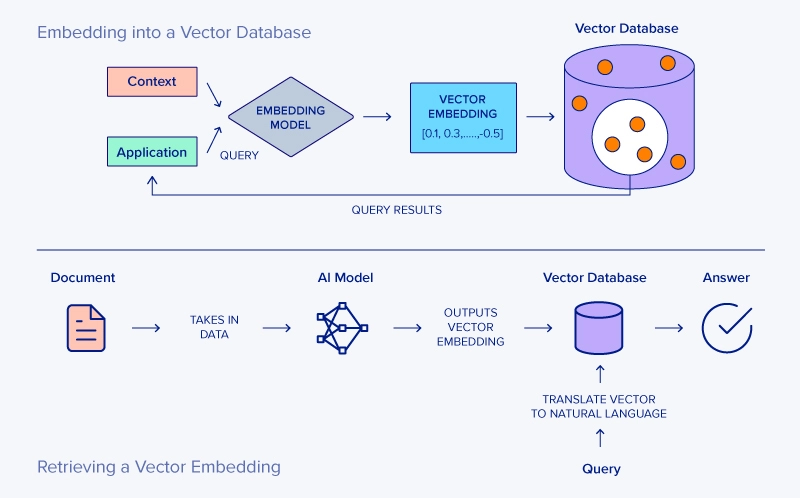 Embedding into a Vector Database
Vector Database
Context
Application
QUERY
EMBEDDING
MODEL
VECTOR
EMBEDDING
[0.1, 0.3,.....,-0.5]
QUERY RESULTS
Document
AI Model
Vector Database
Answer
TAKES IN
DATA
OUTPUTS
VECTOR
EMBEDDING
TRANSLATE VECTOR
TO NATURAL LANGUAGE
Query
Retrieving a Vector Embedding